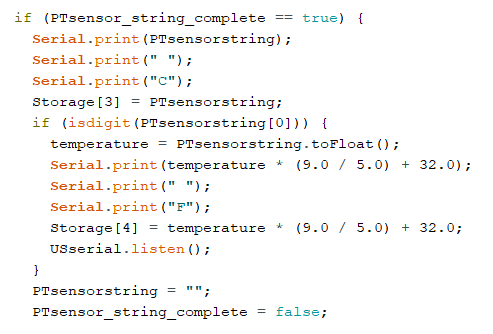 if (PTsensor_string_complete == true) {
Serial.print(PTsensorstring);
Serial.print(" ");
Serial.print("C");
Storage[3] = PTsensorstring;
if (isdigit(PTsensorstring[0])) {
temperature = PTsensorstring.toFloat();
Serial.print(temperature * (9.0 / 5.0) + 32.0);
Serial.print(" ");
Serial.print("F");
Storage[4] = temperature * (9.0 / 5.0) + 32.0;
USserial.listen();
}
PTsensorstring = "";
PTsensor_string_complete = false;